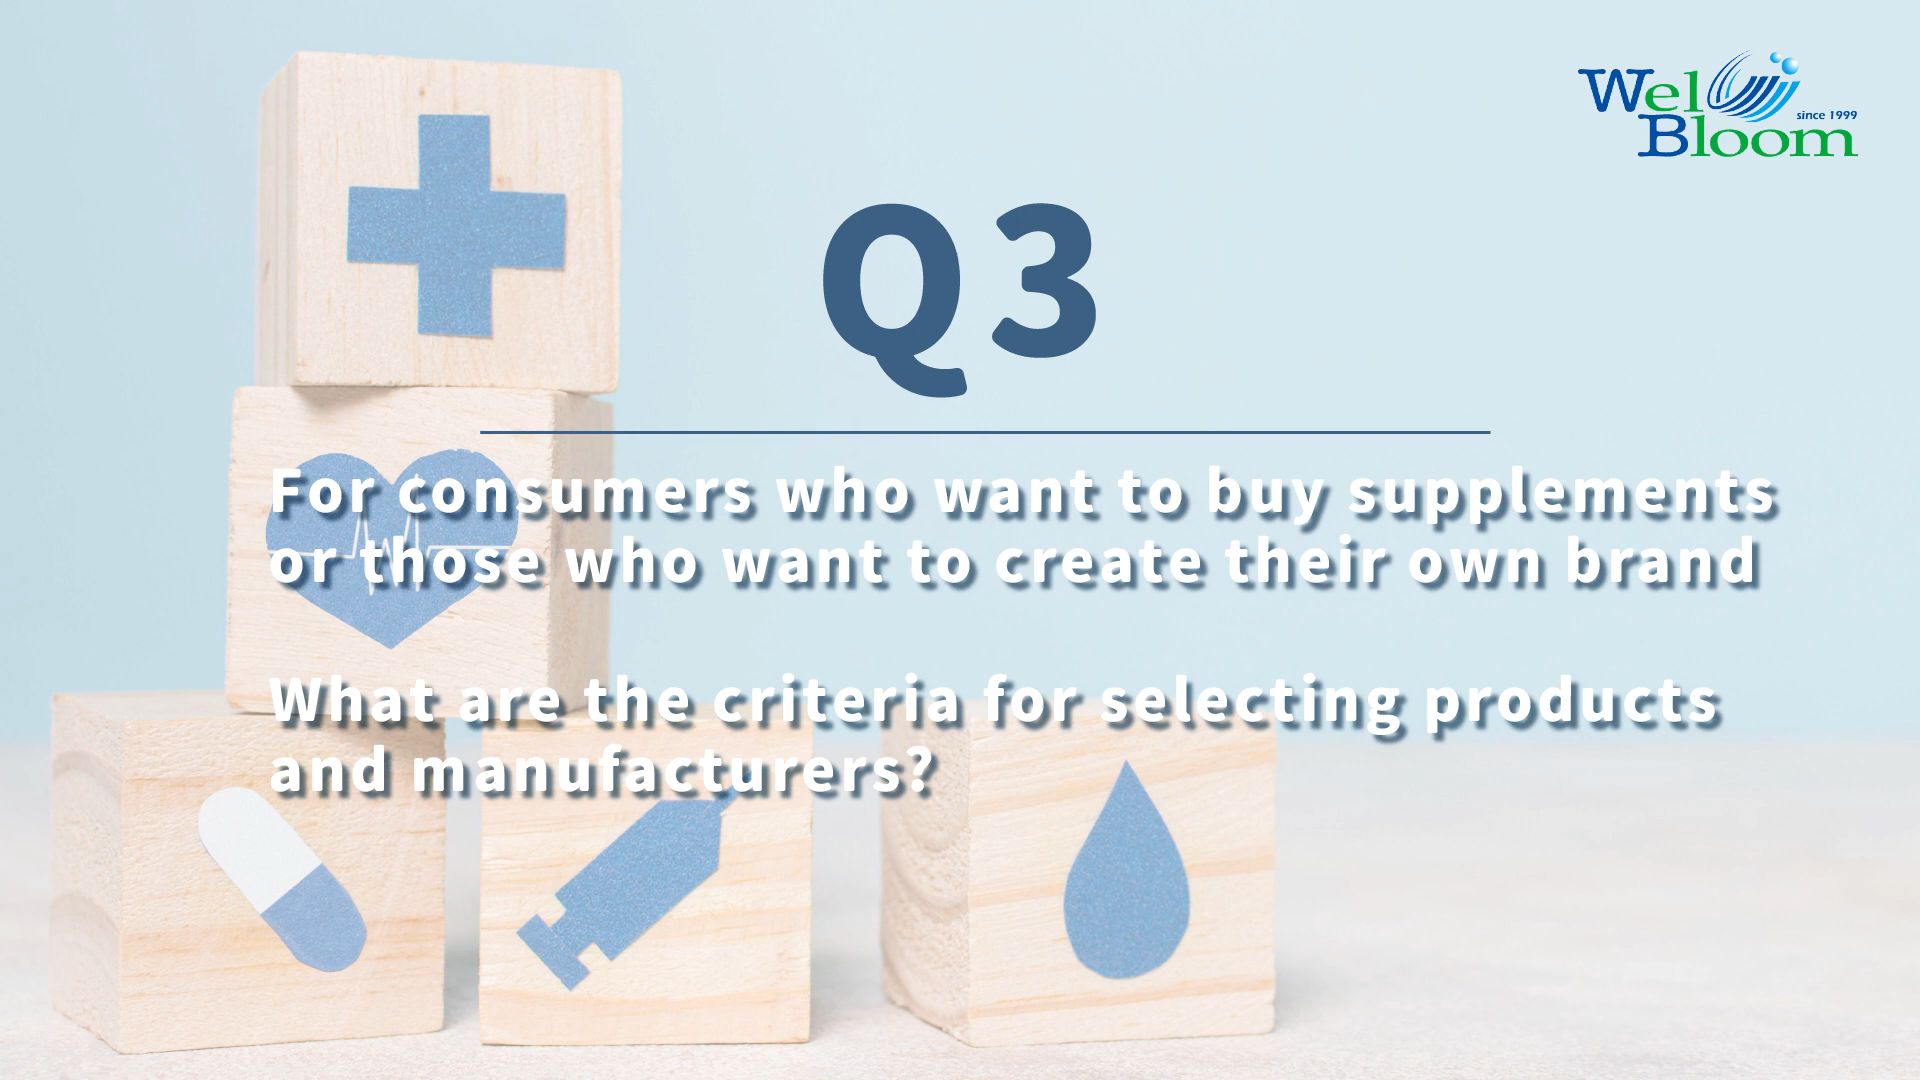 Wel
Bloom
since 1999
Q3
For consumers who want to buy supplements
or those who want to create their own brand
What are the criteria for selecting products
and manufacturers?